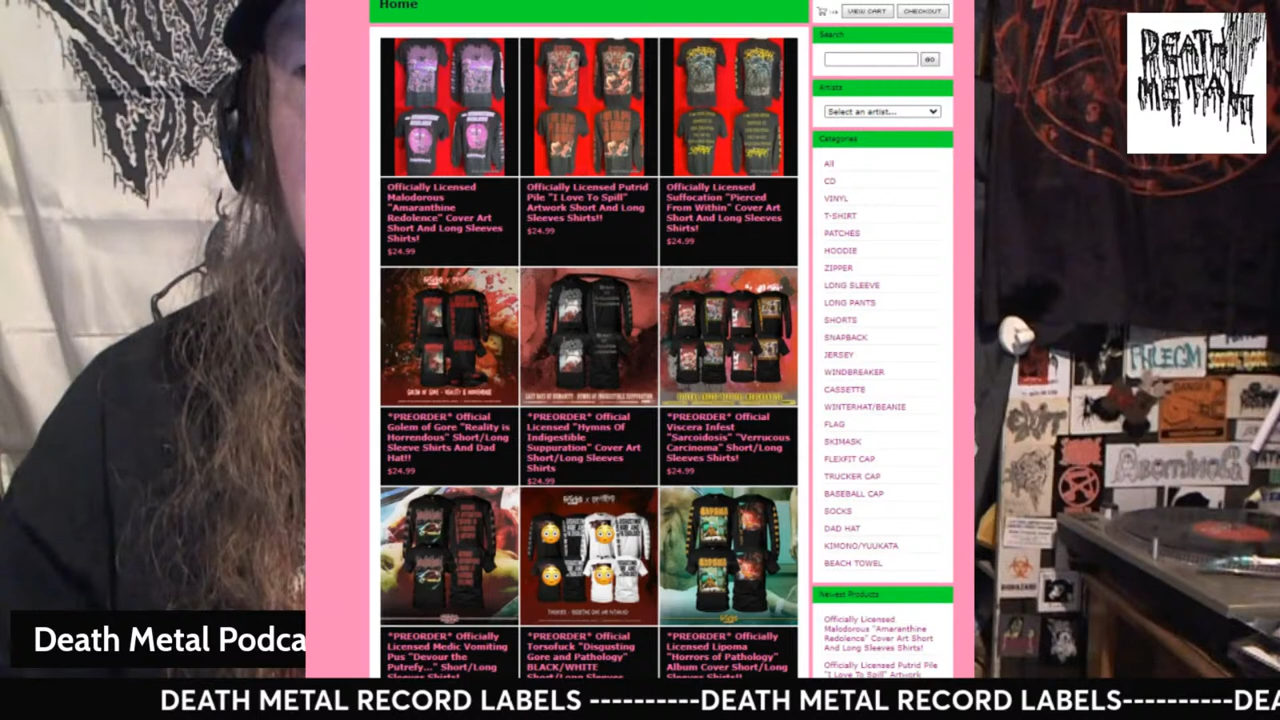 Home
VIEW CART
CHECKOUT
DEATH
METAL
Search
GO
Artists
Select an artist...
Categories
All
CD
VINYL
T-SHIRT
PATCHES
HOODIE
ZIPPER
LONG SLEEVE
LONG PANTS
SHORTS
SNAPBACK
JERSEY
WINDBREAKER
CASSETTE
WINTERHAT/BEANIE
FLAG
SKIMASK
FLEXFIT CAP
TRUCKER CAP
BASEBALL CAP
SOCKS
DAD HAT
KIMONO/YUUKATA
BEACH TOWEL
Newest Products
Officially Licensed
Malodorous
"Amaranthine
Redolence" Cover Art
Short And Long Sleeves
Shirts!
Officially Licensed Putrid Pile
"I Love To Spill" Artwork
Officially Licensed
Malodorous
"Amaranthine
Redolence" Cover Art
Short And Long Sleeves
Shirts!
$24.99
Officially Licensed Putrid
Pile "I Love To Spill"
Artwork Short And Long
Sleeves Shirts!!
$24.99
Officially Licensed
Suffocation "Pierced
From Within" Cover Art
Short And Long Sleeves
Shirts!
$24.99
*PREORDER* Official
Golem of Gore "Reality is
Horrendous" Short/Long
Sleeve Shirts And Dad
Hat!!
$24.99
*PREORDER* Official
Licensed "Hymns Of
Indigestible
Suppuration" Cover Art
Short/Long Sleeves
Shirts
$24.99
*PREORDER* Official
Viscera Infest
"Sarcoidosis" "Verrucous
Carcinoma" Short/Long
Sleeves Shirts!
$24.99
*PREORDER* Officially
Licensed Medic Vomiting
Pus "Devour the
Putrefy..." Short/Long
Sleeves Shirts!
*PREORDER* Official
Torsofuck "Disgusting
Gore and Pathology"
BLACK/WHITE
Short/Long Sleeves
*PREORDER* Officially
Licensed Lipoma
"Horrors of Pathology"
Album Cover Short/Long
Sleeves Shirts!!
PHLEGM
Death Metal Podca
DEATH METAL RECORD LABELS ----------DEATH METAL RECORD LABELS----------DEA